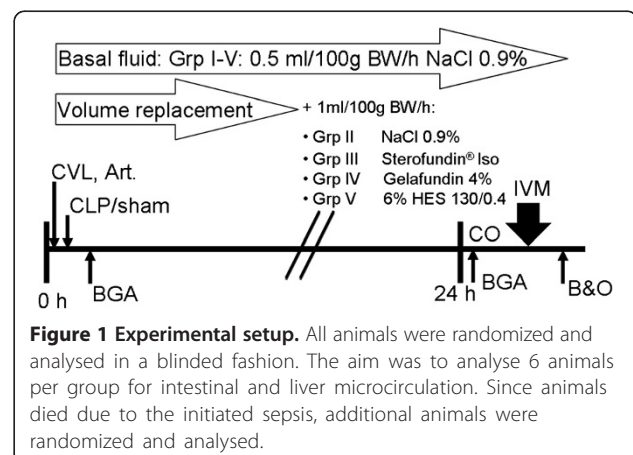 Basal fluid: Grp I-V: 0.5 ml/100g BW/h NaCl 0.9%
Volume replacement
+ 1ml/100g BW/h:
• Grp II NaCl 0.9%
• Grp III Sterofundin® Iso
• Grp IV Gelafundin 4%
• Grp V 6% HES 130/0.4
CVL, Art.
CLP/sham
IVM
CO
0 h
BGA
24 h
BGA
B&O
Figure 1 Experimental setup. All animals were randomized and
analysed in a blinded fashion. The aim was to analyse 6 animals
per group for intestinal and liver microcirculation. Since animals
died due to the initiated sepsis, additional animals were
randomized and analysed.